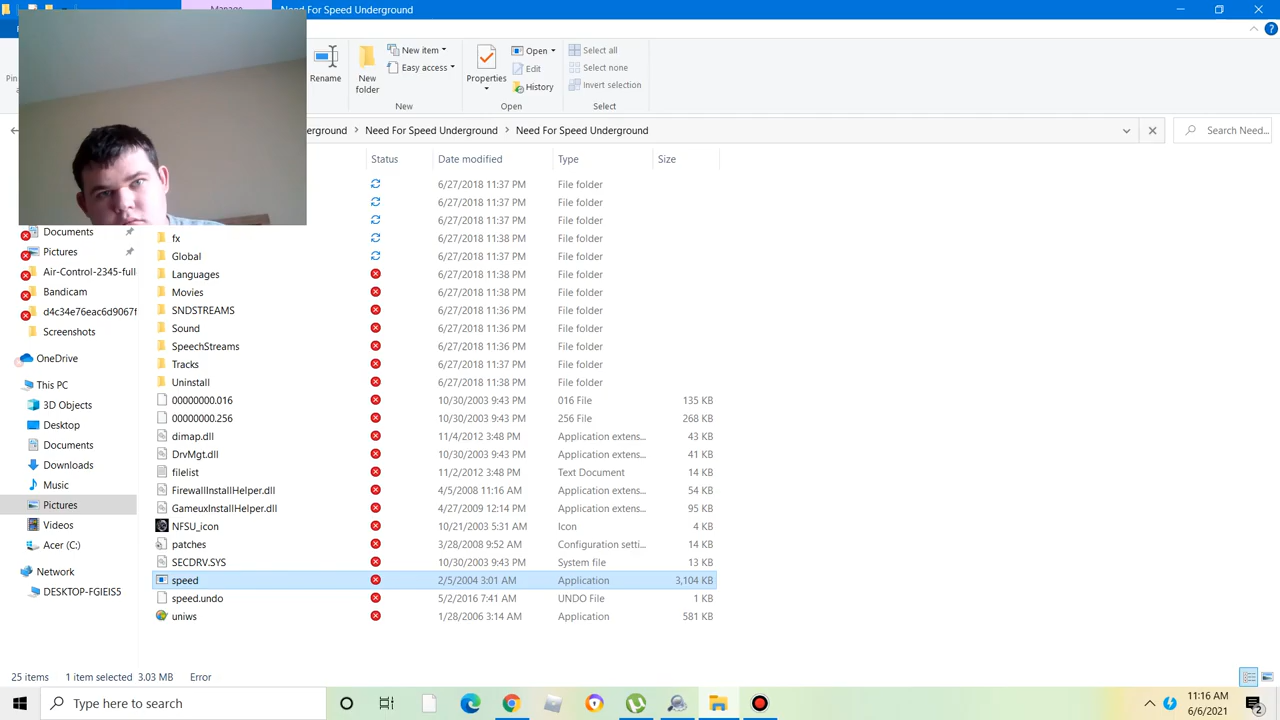 Manage
Need For Speed Underground
Pin
Rename
New folder
New item
Easy access
New
Properties
Open
Edit
History
Open
Select all
Select none
Invert selection
Select
erground > Need For Speed Underground > Need For Speed Underground
Search Need...
Status Date modified Type Size
6/27/2018 11:37 PM File folder
6/27/2018 11:37 PM File folder
6/27/2018 11:37 PM File folder
fx 6/27/2018 11:38 PM File folder
Global 6/27/2018 11:37 PM File folder
Languages 6/27/2018 11:38 PM File folder
Movies 6/27/2018 11:38 PM File folder
SNDSTREAMS 6/27/2018 11:36 PM File folder
Sound 6/27/2018 11:36 PM File folder
SpeechStreams 6/27/2018 11:36 PM File folder
Tracks 6/27/2018 11:37 PM File folder
Uninstall 6/27/2018 11:38 PM File folder
00000000.016 10/30/2003 9:43 PM 016 File 135 KB
00000000.256 10/30/2003 9:43 PM 256 File 268 KB
dimap.dll 11/4/2012 3:48 PM Application extens... 43 KB
DrvMgt.dll 10/30/2003 9:43 PM Application extens... 41 KB
filelist 11/2/2012 3:48 PM Text Document 14 KB
FirewallInstallHelper.dll 4/5/2008 11:16 AM Application extens... 54 KB
GameuxInstallHelper.dll 4/27/2009 12:14 PM Application extens... 95 KB
NFSU_icon 10/21/2003 5:31 AM Icon 4 KB
patches 3/28/2008 9:52 AM Configuration setti... 14 KB
SECDRV.SYS 10/30/2003 9:43 PM System file 13 KB
speed 2/5/2004 3:01 AM Application 3,104 KB
speed.undo 5/2/2016 7:41 AM UNDO File 1 KB
uniws 1/28/2006 3:14 AM Application 581 KB
Documents
Pictures
Air-Control-2345-full
Bandicam
d4c34e76eac6d9067f
Screenshots
OneDrive
This PC
3D Objects
Desktop
Documents
Downloads
Music
Pictures
Videos
Acer (C:)
Network
DESKTOP-FGIEIS5
25 items 1 item selected 3.03 MB Error
Type here to search
11:16 AM
6/6/2021
2